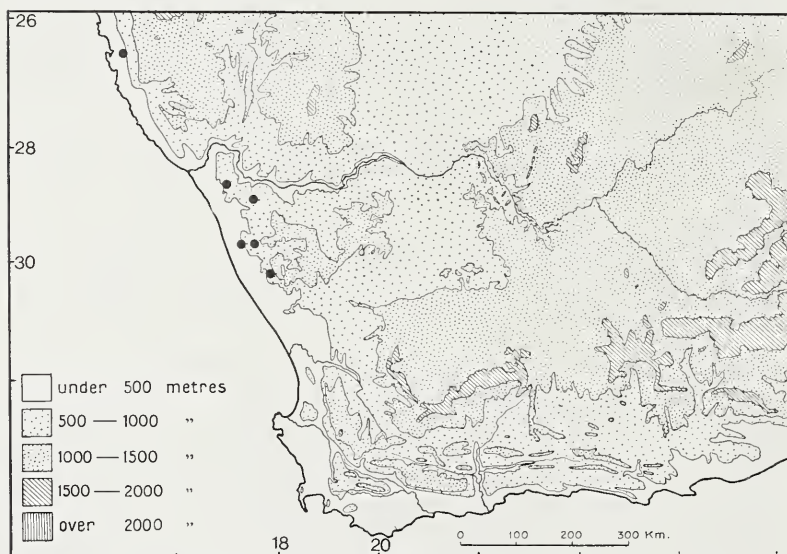 26
28
30
under 500 metres
500 — 1000 "
1000 — 1500 "
1500 — 2000 "
over 2000 "
18
20
0 100 200 300 Km.